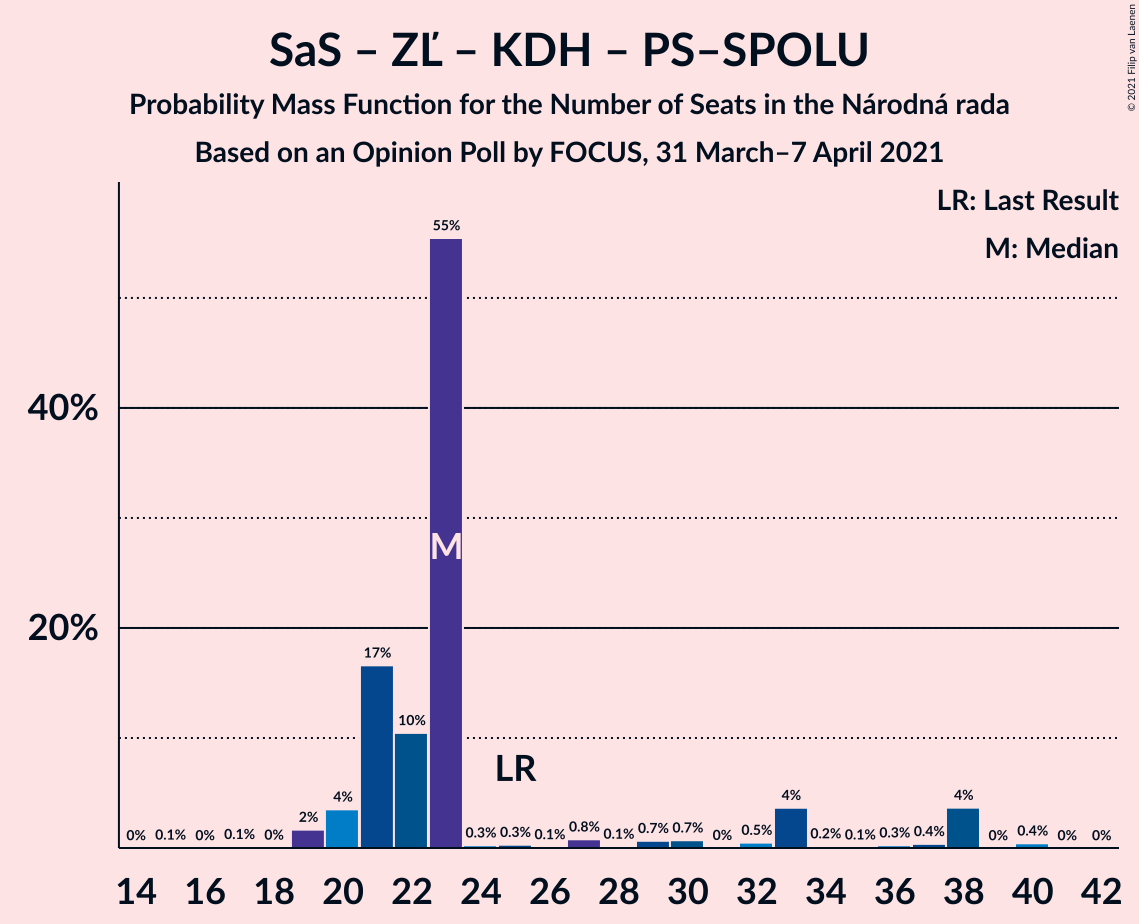 SaS – ZĽ – KDH – PS–SPOLU
Probability Mass Function for the Number of Seats in the Národná rada
Based on an Opinion Poll by FOCUS, 31 March–7 April 2021
© 2021 Filip van Laenen
LR: Last Result
M: Median
40%
20%
0% 0.1% 0% 0.1% 0% 2% 4% 17% 10% 55% 0.3% 0.3% 0.1% 0.8% 0.1% 0.7% 0.7% 0% 0.5% 4% 0.2% 0.1% 0.3% 0.4% 4% 0% 0.4% 0% 0%
M
LR
14 16 18 20 22 24 26 28 30 32 34 36 38 40 42